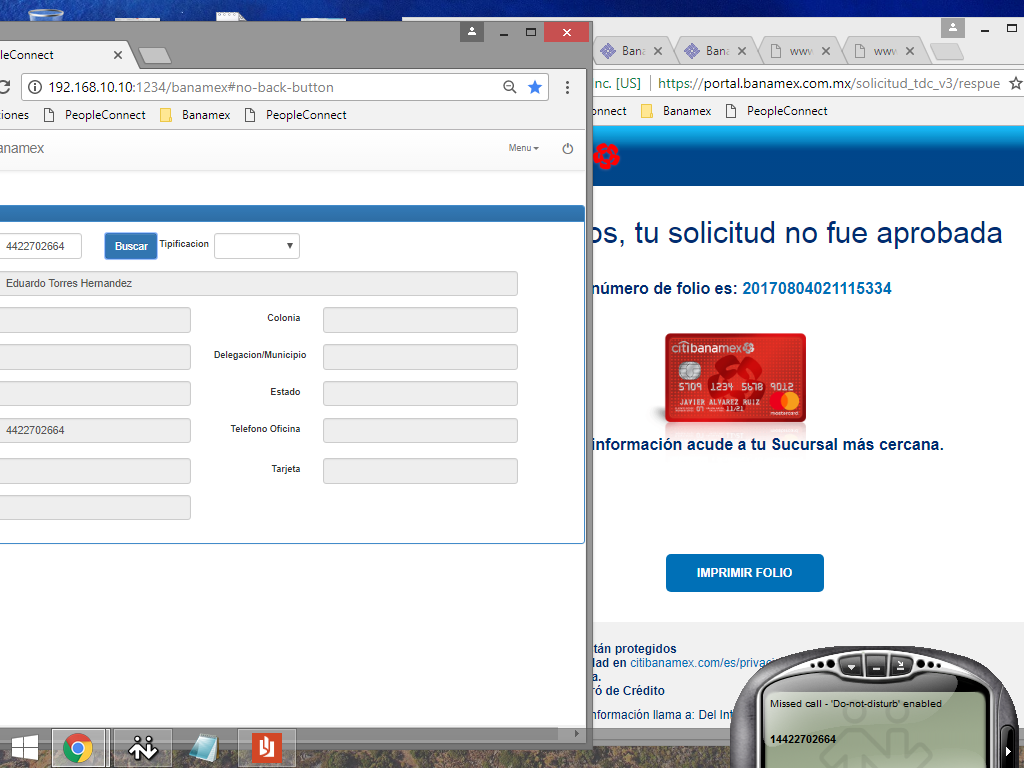 leConnect
192.168.10.10:1234/banamex#no-back-button
iones PeopleConnect Banamex PeopleConnect
anamex
Menu
4422702664 Buscar Tipificacion
Eduardo Torres Hernandez
Colonia
Delegacion/Municipio
Estado
4422702664 Telefono Oficina
Tarjeta
Bana Bana www www
nc. [US] https://portal.banamex.com.mx/solicitud_tdc_v3/respue
onnect Banamex PeopleConnect
os, tu solicitud no fue aprobada
número de folio es: 20170804021115334
citibanamex
5709 1234 5678 9012
JAVIER ALVAREZ RUIZ
07 11/21
mastercard
información acude a tu Sucursal más cercana.
IMPRIMIR FOLIO
tán protegidos
dad en citibanamex.com/es/privac
a.
ró de Crédito
nformación llama a: Del Int
Missed call - 'Do-not-disturb' enabled
14422702664